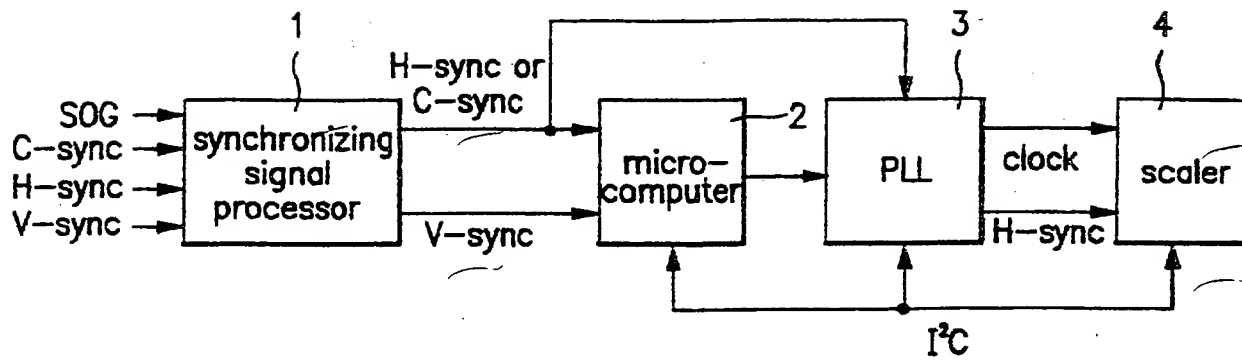 1
3
4
H-sync or
C-sync
SOG
C-sync
H-sync
V-sync
synchronizing
signal
processor
2
micro-
computer
PLL
clock
scaler
V-sync
H-sync
I²C